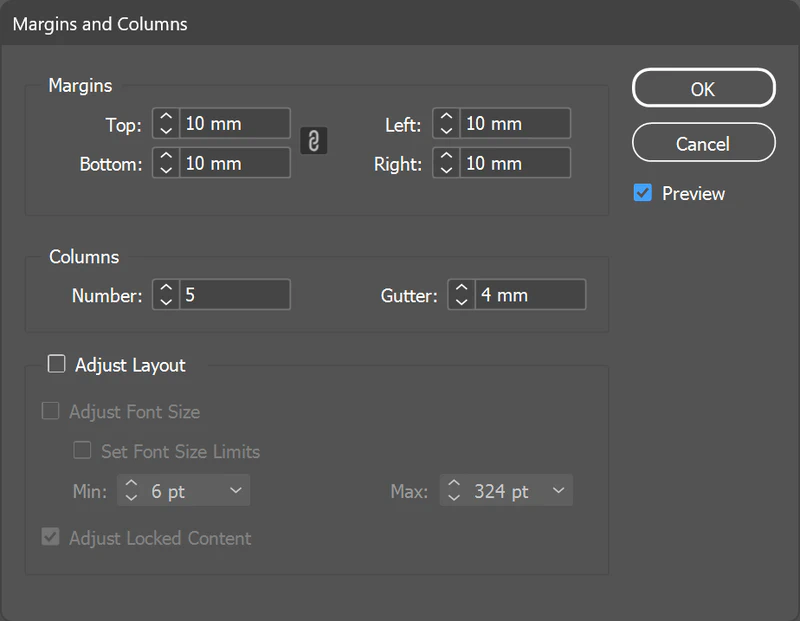 Margins and Columns
Margins
Top: 10 mm Left: 10 mm
Bottom: 10 mm Right: 10 mm
OK
Cancel
Preview
Columns
Number: 5 Gutter: 4 mm
Adjust Layout
Adjust Font Size
Set Font Size Limits
Min: 6 pt Max: 324 pt
Adjust Locked Content